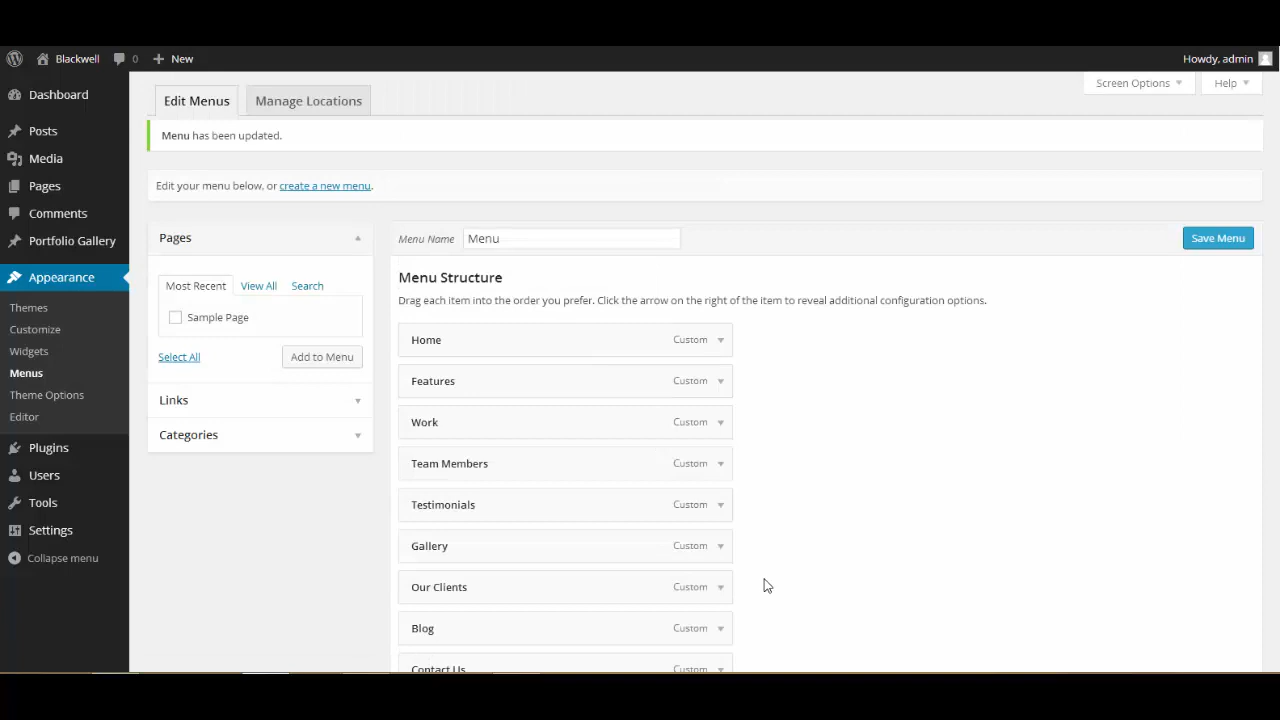 Blackwell 0 New Howdy, admin
Screen Options Help
Edit Menus Manage Locations
Menu has been updated.
Edit your menu below, or create a new menu.
Dashboard
Posts
Media
Pages
Comments
Portfolio Gallery
Appearance
Themes
Customize
Widgets
Menus
Theme Options
Editor
Plugins
Users
Tools
Settings
Collapse menu
Pages
Most Recent View All Search
Sample Page
Select All Add to Menu
Links
Categories
Menu Name Menu Save Menu
Menu Structure
Drag each item into the order you prefer. Click the arrow on the right of the item to reveal additional configuration options.
Home Custom
Features Custom
Work Custom
Team Members Custom
Testimonials Custom
Gallery Custom
Our Clients Custom
Blog Custom
Contact Us Custom